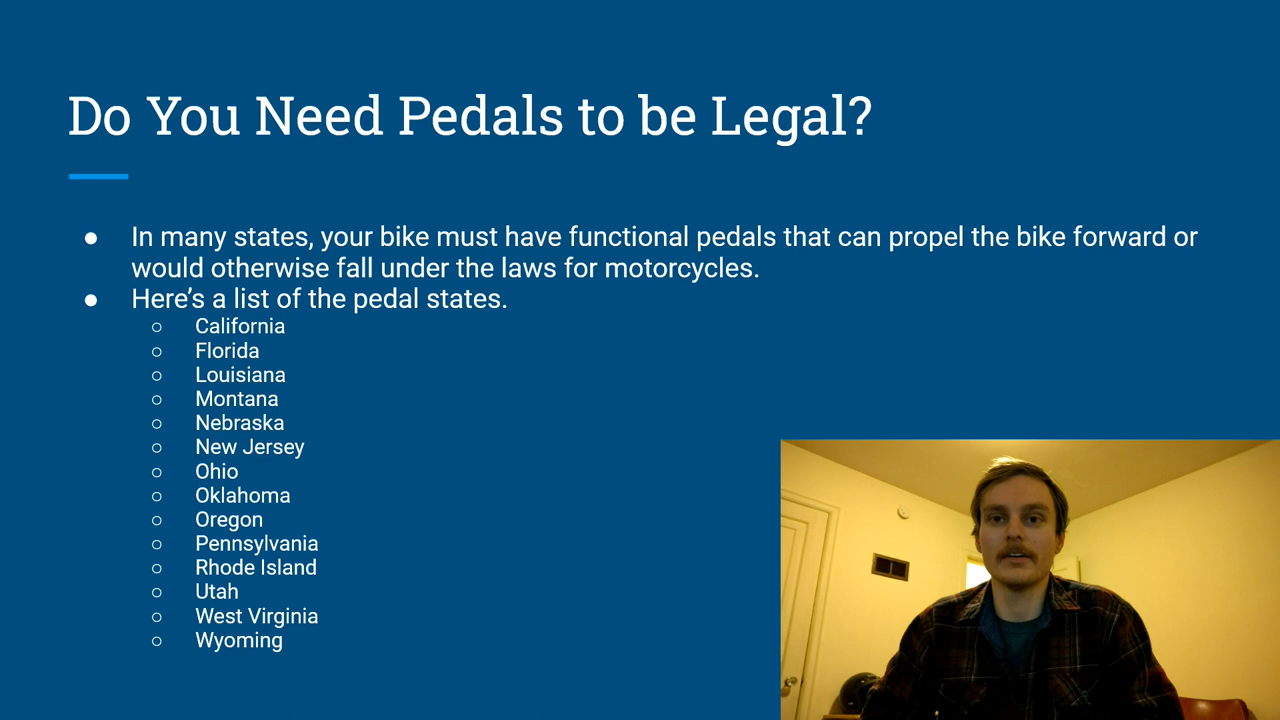 Do You Need Pedals to be Legal?
● In many states, your bike must have functional pedals that can propel the bike forward or
would otherwise fall under the laws for motorcycles.
● Here’s a list of the pedal states.
○ California
○ Florida
○ Louisiana
○ Montana
○ Nebraska
○ New Jersey
○ Ohio
○ Oklahoma
○ Oregon
○ Pennsylvania
○ Rhode Island
○ Utah
○ West Virginia
○ Wyoming